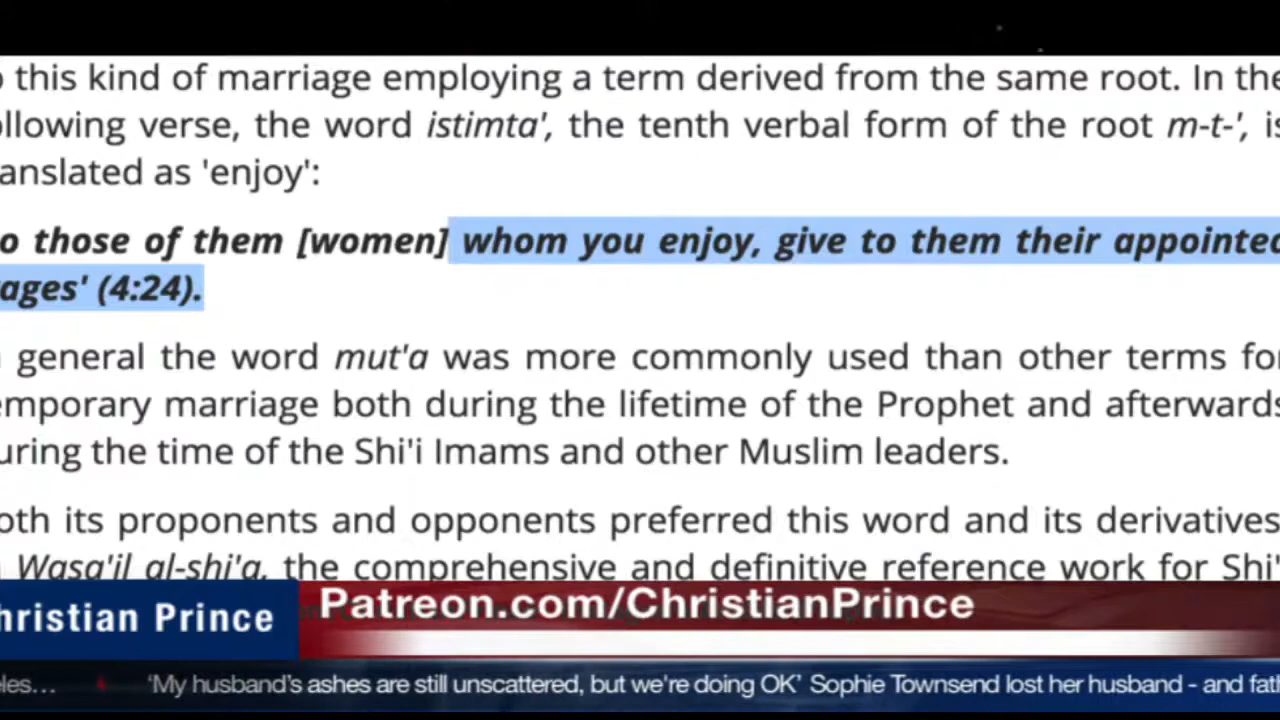 this kind of marriage employing a term derived from the same root. In the
ollowing verse, the word istimta', the tenth verbal form of the root m-t-', is
anslated as 'enjoy':
o those of them [women] whom you enjoy, give to them their appointed
ages' (4:24).
general the word mut'a was more commonly used than other terms for
emporary marriage both during the lifetime of the Prophet and afterwards
uring the time of the Shi'i Imams and other Muslim leaders.
oth its proponents and opponents preferred this word and its derivatives.
Wasa'il al-shi'a, the comprehensive and definitive reference work for Shi'
hristian Prince
Patreon.com/ChristianPrince
eles... 'My husband's ashes are still unscattered, but we're doing OK' Sophie Townsend lost her husband - and fath